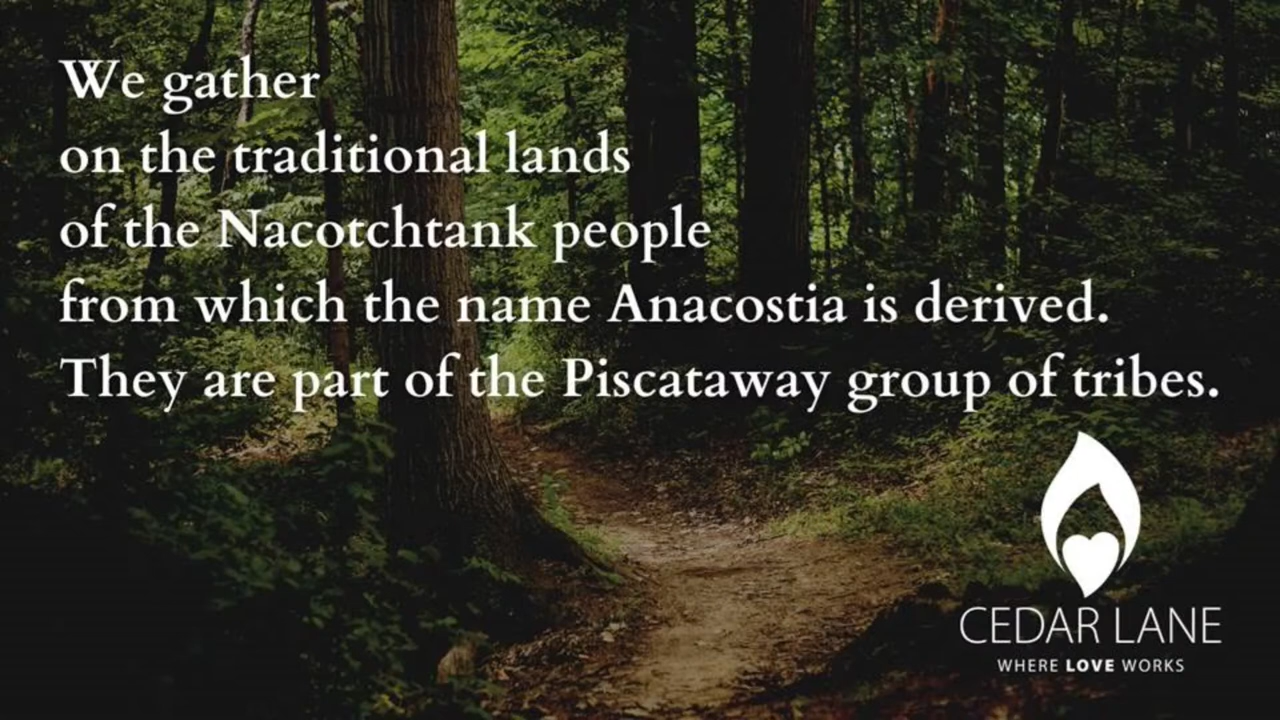 We gather
on the traditional lands
of the Nacotchtank people
from which the name Anacostia is derived.
They are part of the Piscataway group of tribes.
CEDAR LANE
WHERE LOVE WORKS